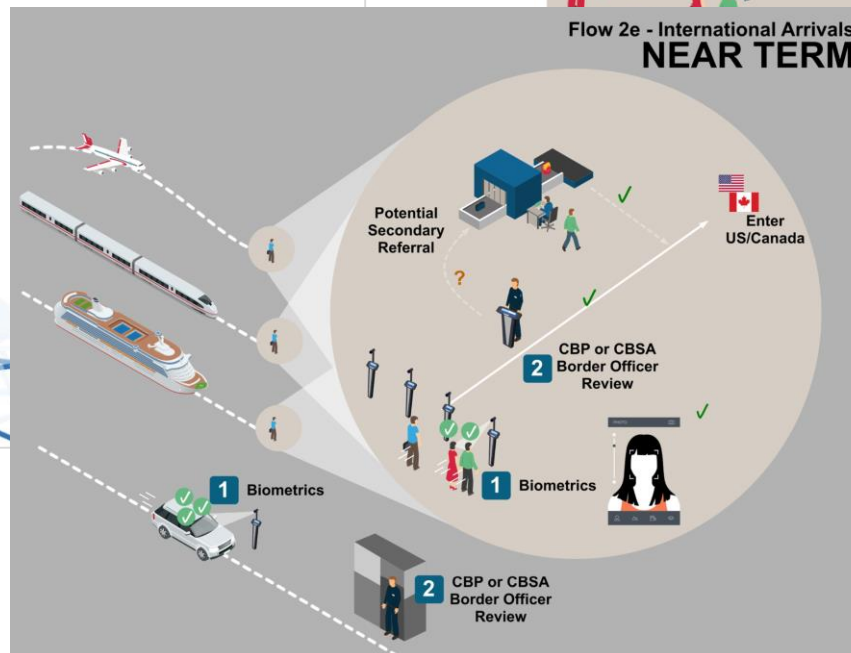 Flow 2e - International Arrivals
NEAR TERM
Potential
Secondary
Referral
?
Enter
US/Canada
2
CBP or CBSA
Border Officer
Review
1
Biometrics
1
Biometrics
2
CBP or CBSA
Border Officer
Review